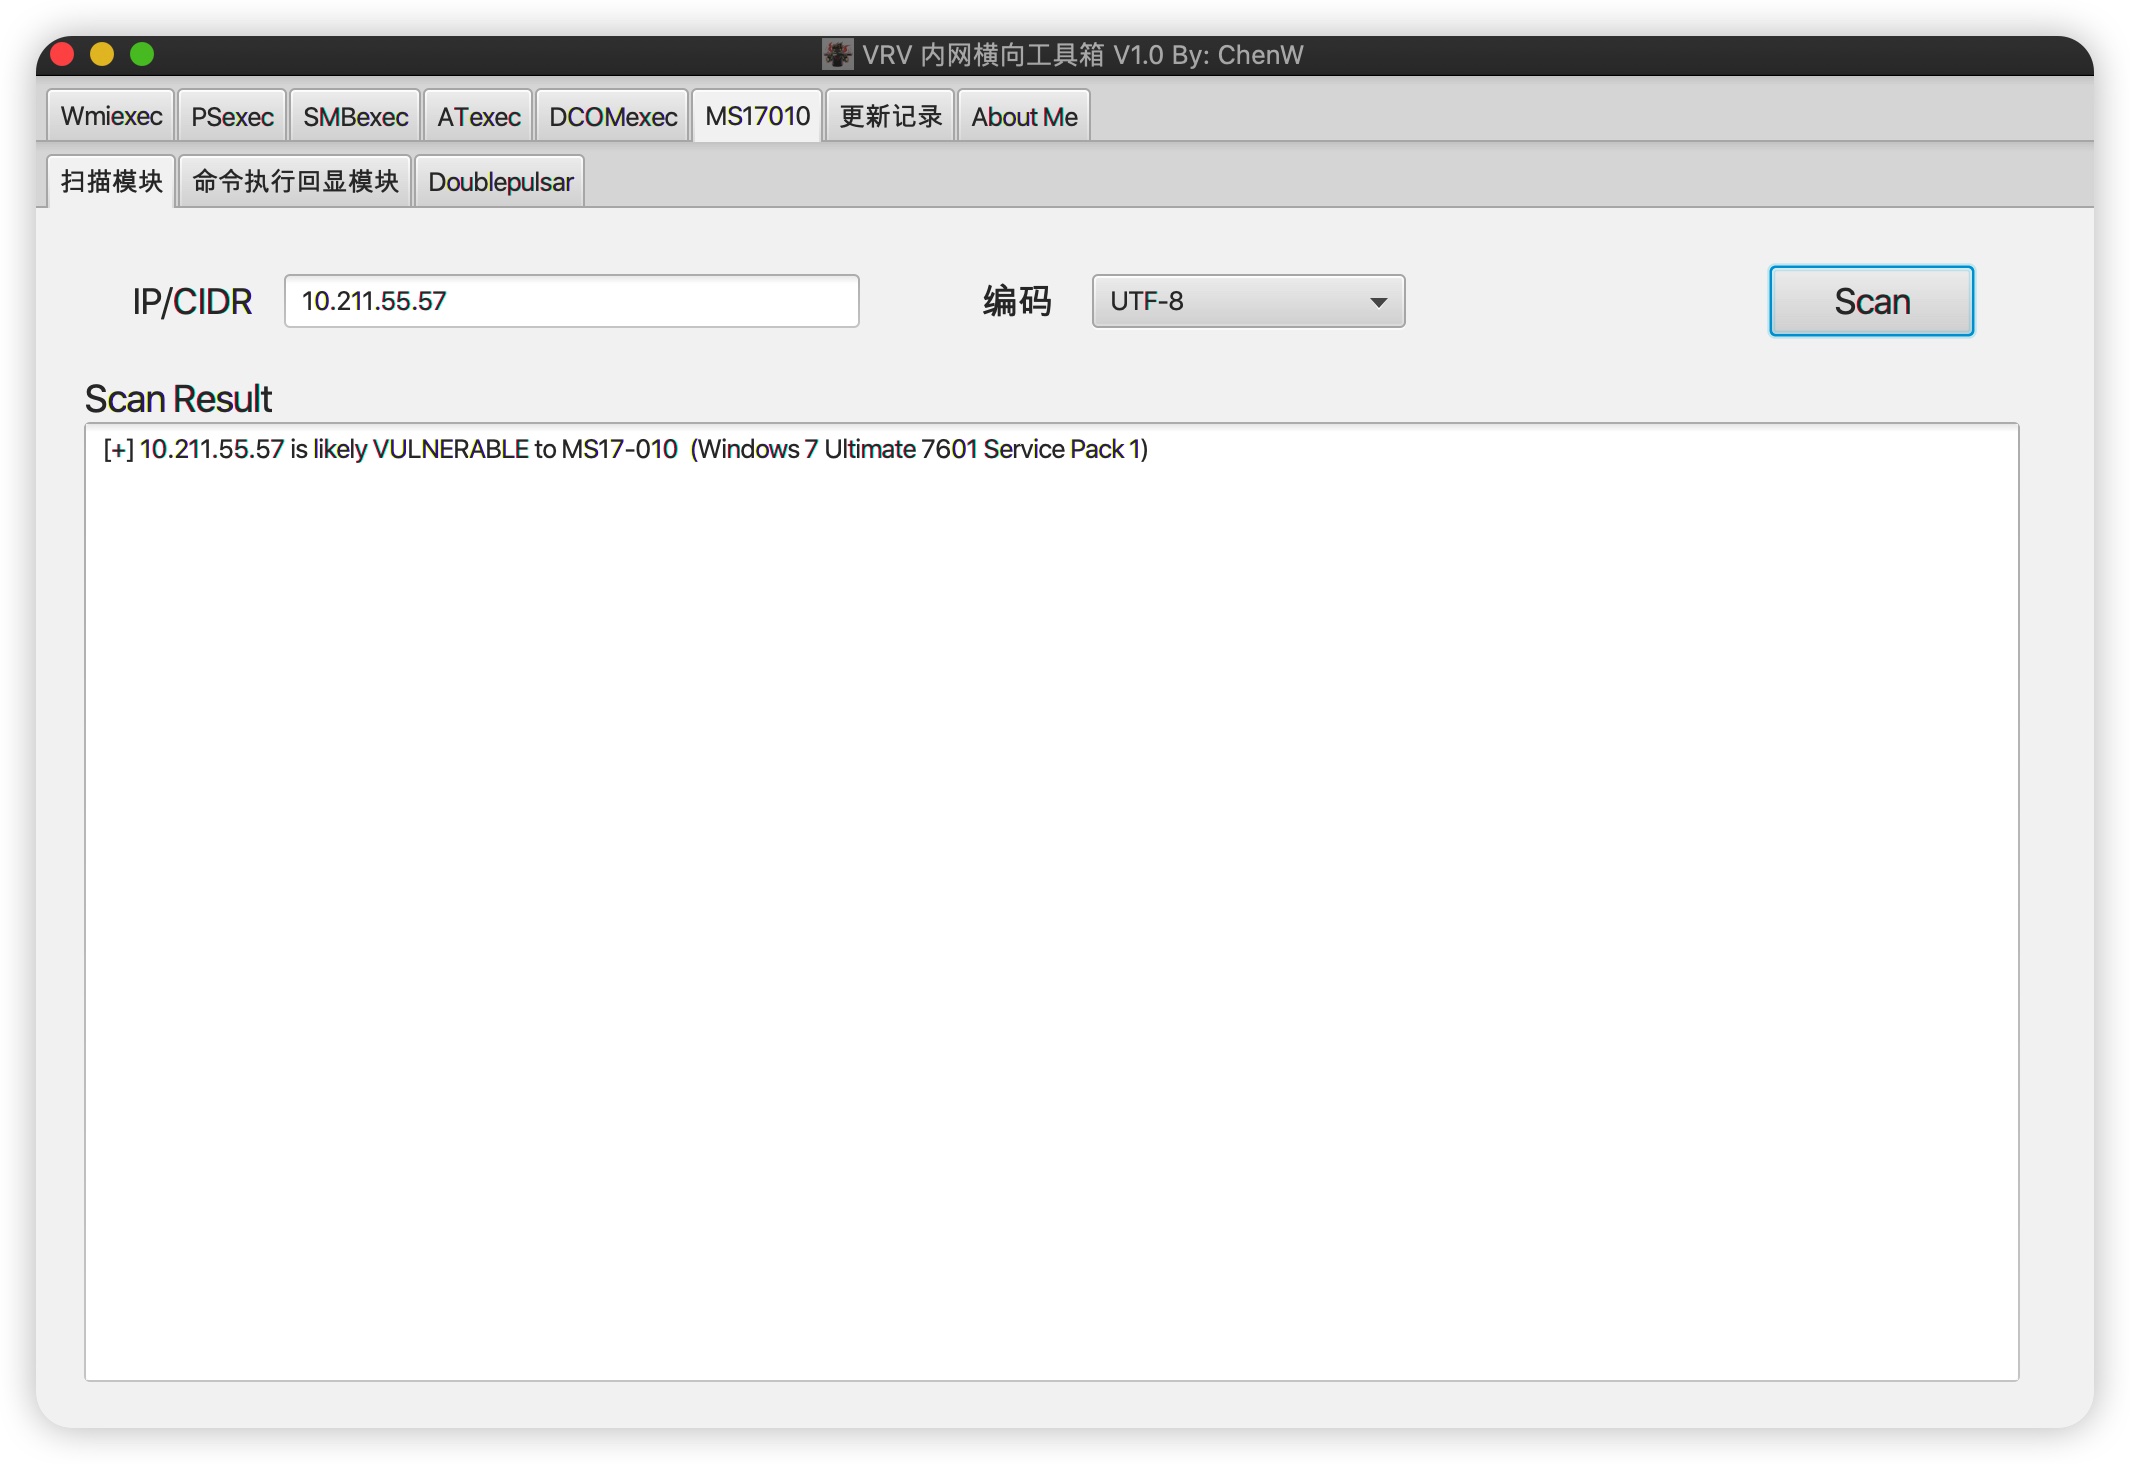 VRV 内网横向工具箱 V1.0 By: ChenW
Wmiexec PSexec SMBexec ATexec DCOMexec MS17010 更新记录 About Me
扫描模块 命令执行回显模块 Doublepulsar
IP/CIDR 10.211.55.57 编码 UTF-8 Scan
Scan Result
[+] 10.211.55.57 is likely VULNERABLE to MS17-010 (Windows 7 Ultimate 7601 Service Pack 1)